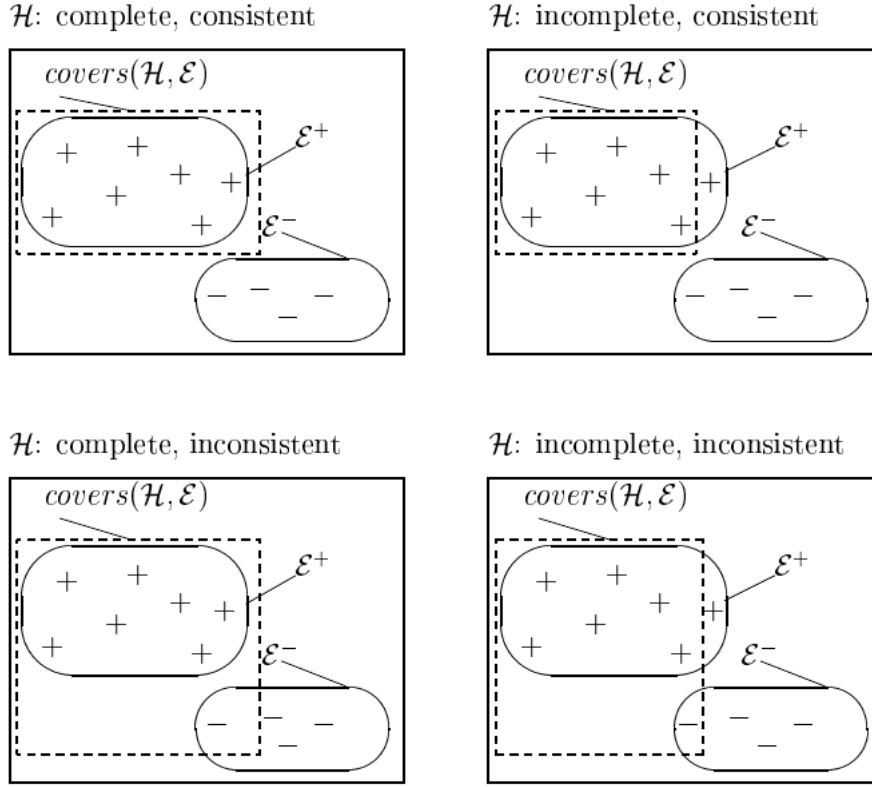 ℋ: complete, consistent
covers(ℋ, ℰ)
+ + + + + + +
ℰ⁺
ℰ⁻
− − − −
ℋ: incomplete, consistent
covers(ℋ, ℰ)
+ + + + + + +
ℰ⁺
ℰ⁻
− − − −
ℋ: complete, inconsistent
covers(ℋ, ℰ)
+ + + + + + +
ℰ⁺
ℰ⁻
− − − −
ℋ: incomplete, inconsistent
covers(ℋ, ℰ)
+ + + + + + +
ℰ⁺
ℰ⁻
− − − −